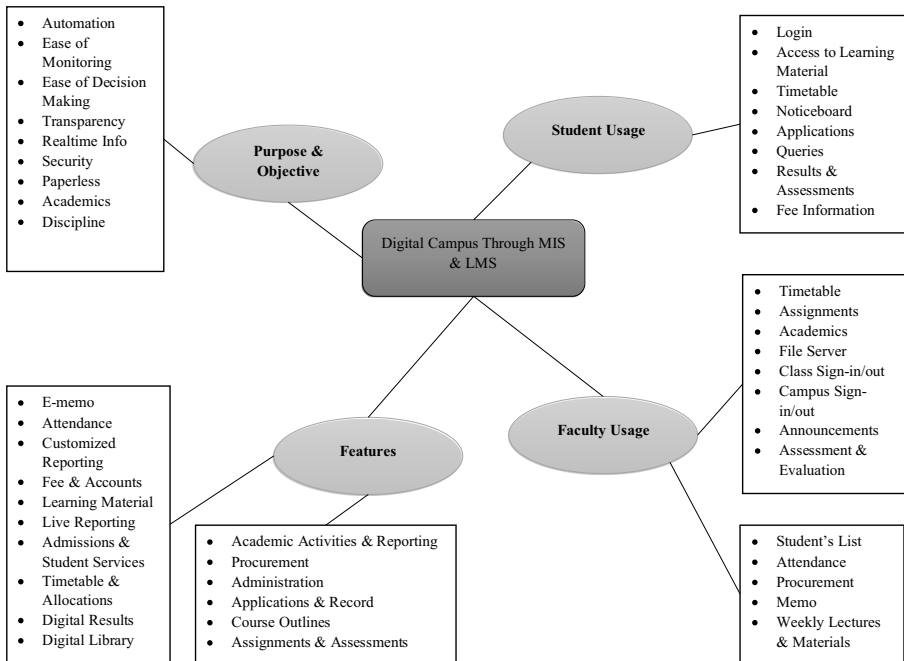 • Automation
• Ease of
Monitoring
• Ease of Decision
Making
• Transparency
• Realtime Info
• Security
• Paperless
• Academics
• Discipline
Purpose &
Objective
Student Usage
• Login
• Access to Learning
Material
• Timetable
• Noticeboard
• Applications
• Queries
• Results &
Assessments
• Fee Information
Digital Campus Through MIS
& LMS
• E-memo
• Attendance
• Customized
Reporting
• Fee & Accounts
• Learning Material
• Live Reporting
• Admissions &
Student Services
• Timetable &
Allocations
• Digital Results
• Digital Library
Features
• Academic Activities & Reporting
• Procurement
• Administration
• Applications & Record
• Course Outlines
• Assignments & Assessments
Faculty Usage
• Timetable
• Assignments
• Academics
• File Server
• Class Sign-in/out
• Campus Sign-
in/out
• Announcements
• Assessment &
Evaluation
• Student's List
• Attendance
• Procurement
• Memo
• Weekly Lectures
& Materials